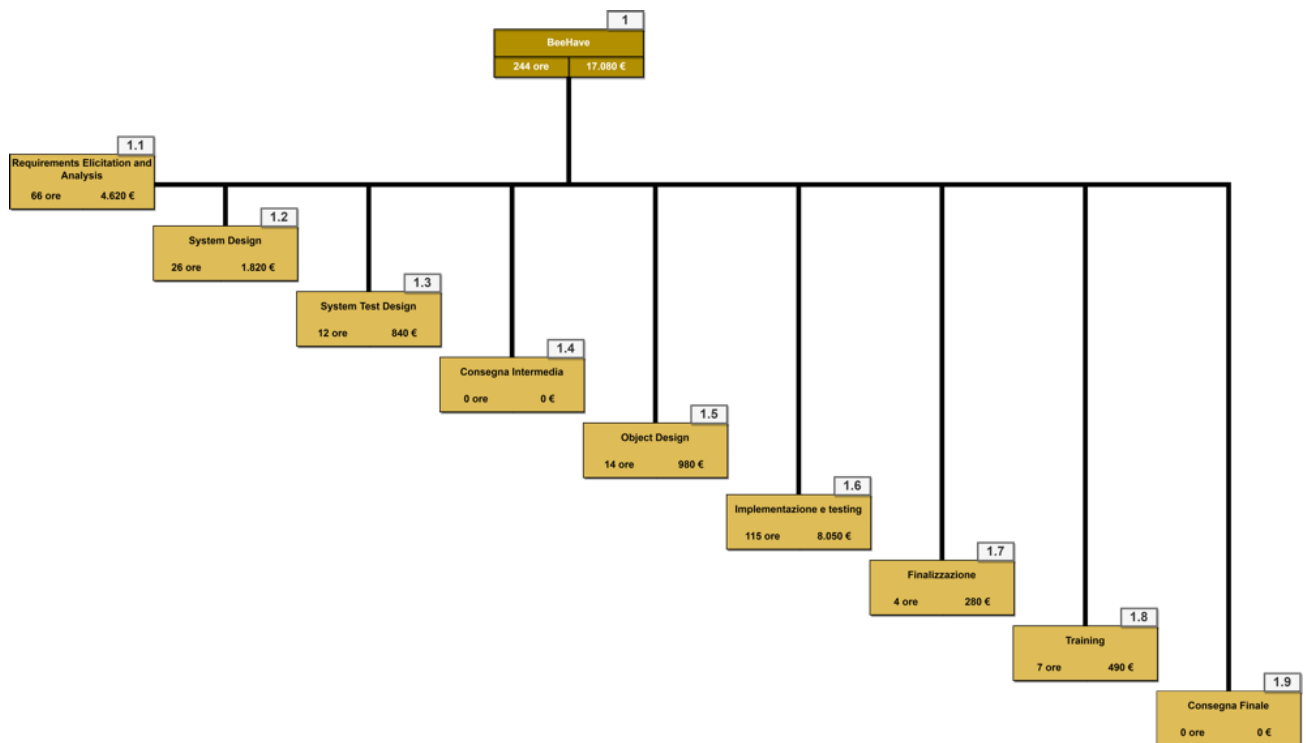 1
BeeHave
244 ore 17.080 €
1.1
Requirements Elicitation and
Analysis
66 ore 4.620 €
1.2
System Design
26 ore 1.820 €
1.3
System Test Design
12 ore 840 €
1.4
Consegna Intermedia
0 ore 0 €
1.5
Object Design
14 ore 980 €
1.6
Implementazione e testing
115 ore 8.050 €
1.7
Finalizzazione
4 ore 280 €
1.8
Training
7 ore 490 €
1.9
Consegna Finale
0 ore 0 €